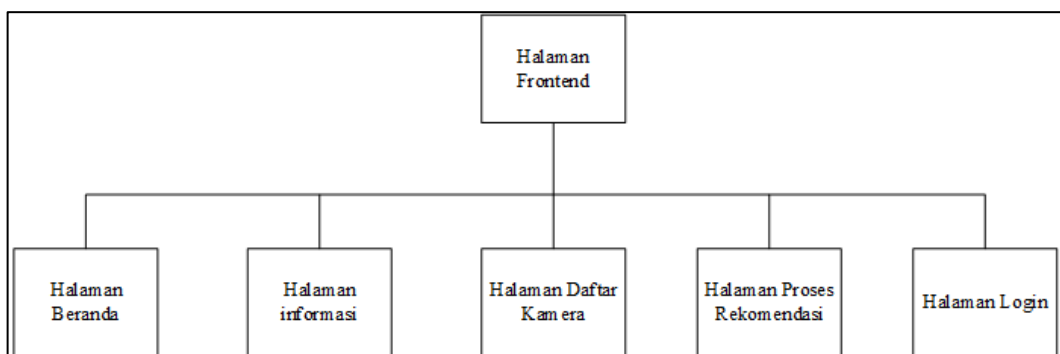 Halaman
Frontend
Halaman
Beranda
Halaman
informasi
Halaman Daftar
Kamera
Halaman Proses
Rekomendasi
Halaman Login